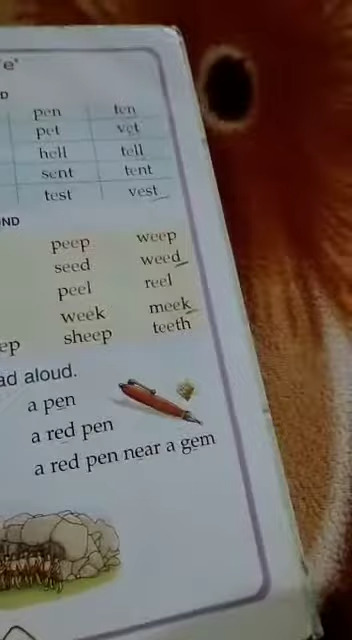 'e'
D
pen ten
pet vet
hell tell
sent tent
test vest
ND
peep weep
seed weed
peel reel
week meek
ep sheep teeth
ad aloud.
a pen
a red pen
a red pen near a gem